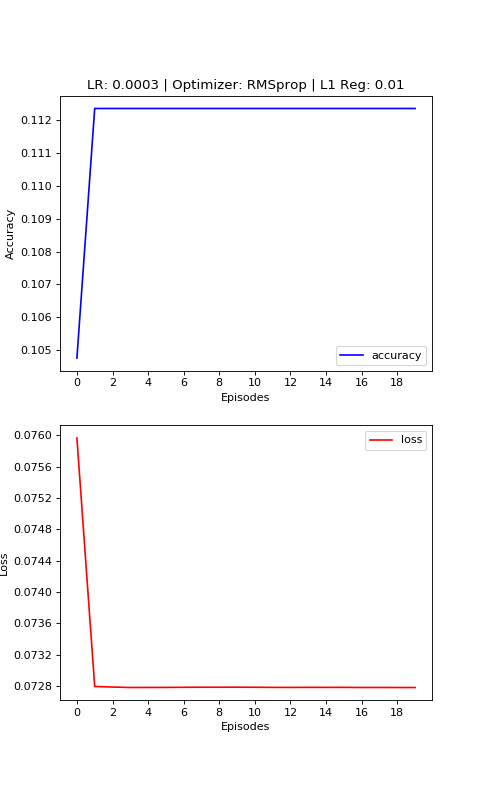 LR: 0.0003 | Optimizer: RMSprop | L1 Reg: 0.01
0.112
0.111
0.110
0.109
0.108
0.107
0.106
0.105
Accuracy
accuracy
0 2 4 6 8 10 12 14 16 18
Episodes
0.0760
0.0756
0.0752
0.0748
0.0744
0.0740
0.0736
0.0732
0.0728
Loss
loss
0 2 4 6 8 10 12 14 16 18
Episodes